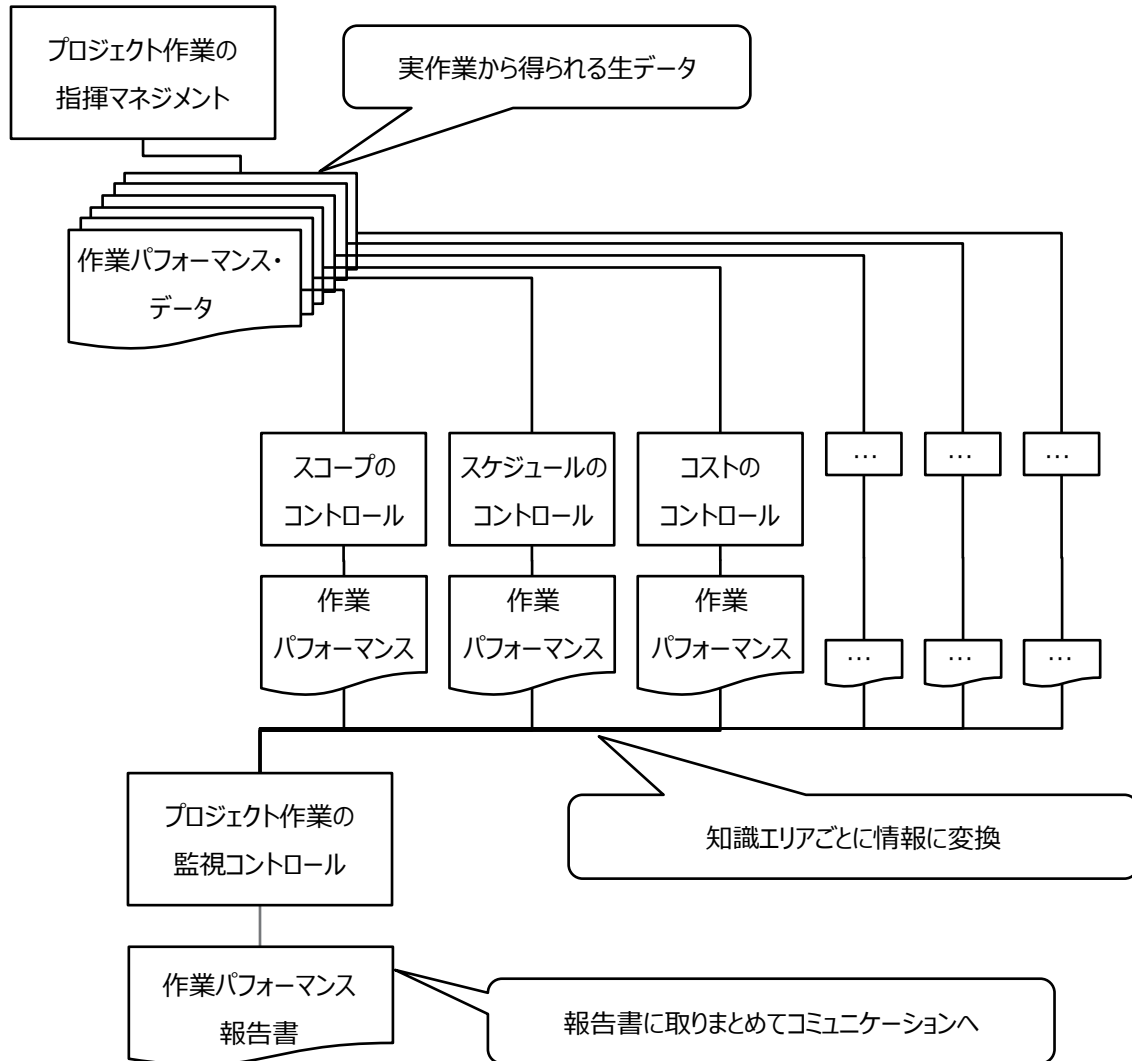 プロジェクト作業の
指揮マネジメント
実作業から得られる生データ
作業パフォーマンス・
データ
スコープの
コントロール
スケジュールの
コントロール
コストの
コントロール
…
…
…
作業
パフォーマンス
作業
パフォーマンス
作業
パフォーマンス
…
…
…
プロジェクト作業の
監視コントロール
知識エリアごとに情報に変換
作業パフォーマンス
報告書
報告書に取りまとめてコミュニケーションへ